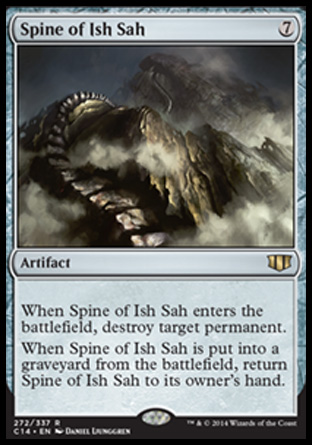 Spine of Ish Sah 7
Artifact
When Spine of Ish Sah enters the
battlefield, destroy target permanent.
When Spine of Ish Sah is put into a
graveyard from the battlefield, return
Spine of Ish Sah to its owner's hand.
272/337 R
C14 • EN Daniel Ljunggren
™ & © 2014 Wizards of the Coast